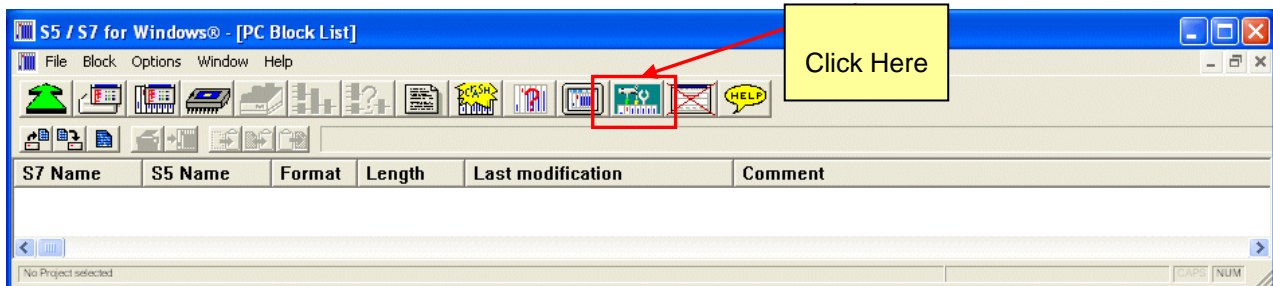 S5 / S7 for Windows® - [PC Block List]
Click Here
File Block Options Window Help
HELP
S7 Name S5 Name Format Length Last modification Comment
No Project selected
CAPS NUM